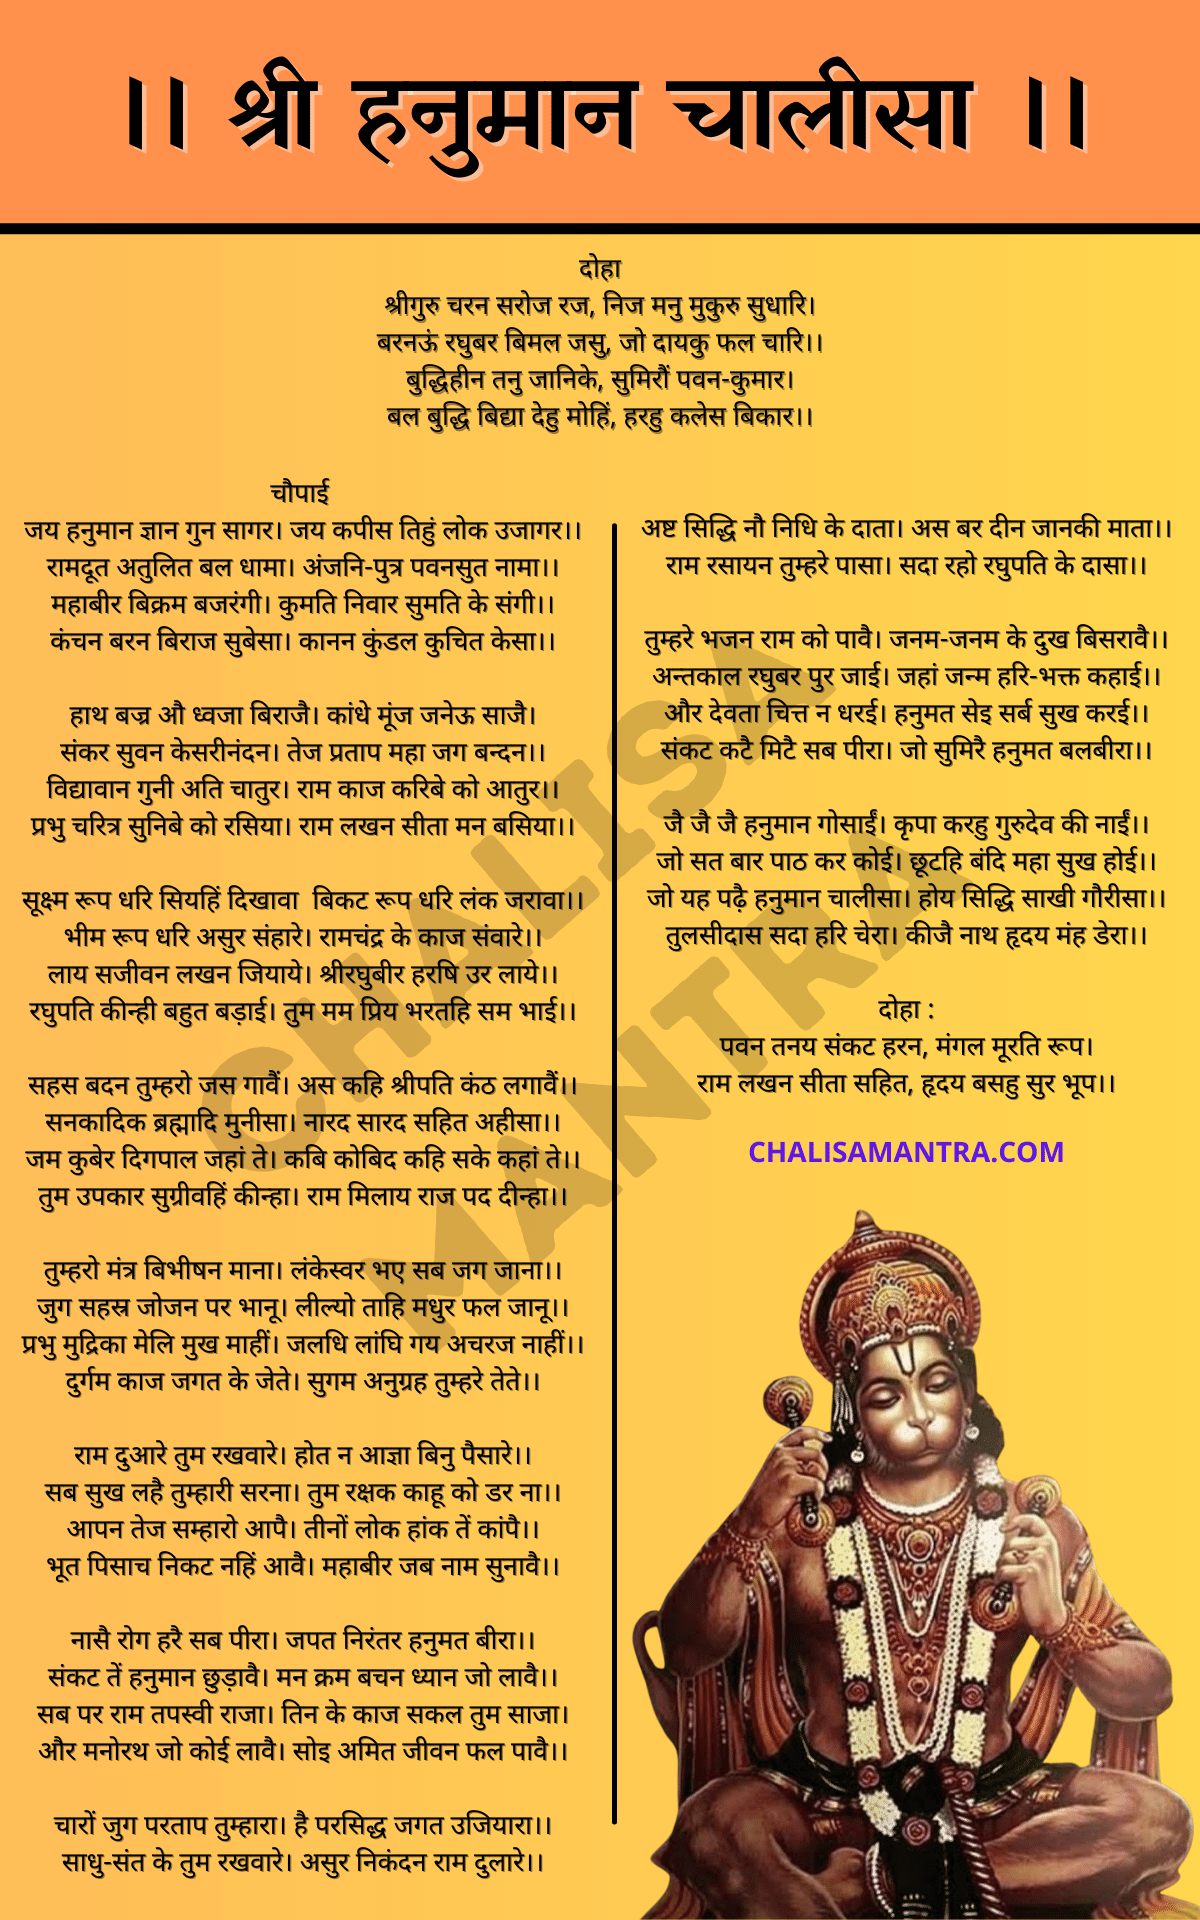 ।। श्री हनुमान चालीसा ।।
दोहा
श्रीगुरु चरन सरोज रज, निज मनु मुकुरु सुधारि।
बरनऊं रघुबर बिमल जसु, जो दायकु फल चारि।।
बुद्धिहीन तनु जानिके, सुमिरौं पवन-कुमार।
बल बुद्धि बिद्या देहु मोहिं, हरहु कलेस बिकार।।
चौपाई
जय हनुमान ज्ञान गुन सागर। जय कपीस तिहुं लोक उजागर।।
रामदूत अतुलित बल धामा। अंजनि-पुत्र पवनसुत नामा।।
महाबीर बिक्रम बजरंगी। कुमति निवार सुमति के संगी।।
कंचन बरन बिराज सुबेसा। कानन कुंडल कुचित केसा।।
हाथ बज्र औ ध्वजा बिराजै। कांधे मूंज जनेऊ साजै।
संकर सुवन केसरीनंदन। तेज प्रताप महा जग बन्दन।।
विद्यावान गुनी अति चातुर। राम काज करिबे को आतुर।।
प्रभु चरित्र सुनिबे को रसिया। राम लखन सीता मन बसिया।।
सूक्ष्म रूप धरि सियहिं दिखावा  बिकट रूप धरि लंक जरावा।।
भीम रूप धरि असुर संहारे। रामचंद्र के काज संवारे।।
लाय सजीवन लखन जियाये। श्रीरघुबीर हरषि उर लाये।।
रघुपति कीन्ही बहुत बड़ाई। तुम मम प्रिय भरतहि सम भाई।।
सहस बदन तुम्हरो जस गावैं। अस कहि श्रीपति कंठ लगावैं।।
सनकादिक ब्रह्मादि मुनीसा। नारद सारद सहित अहीसा।।
जम कुबेर दिगपाल जहां ते। कबि कोबिद कहि सके कहां ते।।
तुम उपकार सुग्रीवहिं कीन्हा। राम मिलाय राज पद दीन्हा।।
तुम्हरो मंत्र बिभीषन माना। लंकेस्वर भए सब जग जाना।।
जुग सहस्र जोजन पर भानू। लील्यो ताहि मधुर फल जानू।।
प्रभु मुद्रिका मेलि मुख माहीं। जलधि लांघि गय अचरज नाहीं।।
दुर्गम काज जगत के जेते। सुगम अनुग्रह तुम्हरे तेते।।
राम दुआरे तुम रखवारे। होत न आज्ञा बिनु पैसारे।।
सब सुख लहै तुम्हारी सरना। तुम रक्षक काहू को डर ना।।
आपन तेज सम्हारो आपै। तीनों लोक हांक तें कांपै।।
भूत पिसाच निकट नहिं आवै। महाबीर जब नाम सुनावै।।
नासै रोग हरै सब पीरा। जपत निरंतर हनुमत बीरा।।
संकट तें हनुमान छुड़ावै। मन क्रम बचन ध्यान जो लावै।।
सब पर राम तपस्वी राजा। तिन के काज सकल तुम साजा।
और मनोरथ जो कोई लावै। सोइ अमित जीवन फल पावै।।
चारों जुग परताप तुम्हारा। है परसिद्ध जगत उजियारा।।
साधु-संत के तुम रखवारे। असुर निकंदन राम दुलारे।।
अष्ट सिद्धि नौ निधि के दाता। अस बर दीन जानकी माता।।
राम रसायन तुम्हरे पासा। सदा रहो रघुपति के दासा।।
तुम्हरे भजन राम को पावै। जनम-जनम के दुख बिसरावै।।
अन्तकाल रघुबर पुर जाई। जहां जन्म हरि-भक्त कहाई।।
और देवता चित्त न धरई। हनुमत सेइ सर्ब सुख करई।।
संकट कटै मिटै सब पीरा। जो सुमिरै हनुमत बलबीरा।।
जै जै जै हनुमान गोसाईं। कृपा करहु गुरुदेव की नाईं।।
जो सत बार पाठ कर कोई। छूटहि बंदि महा सुख होई।।
जो यह पढ़ै हनुमान चालीसा। होय सिद्धि साखी गौरीसा।।
तुलसीदास सदा हरि चेरा। कीजै नाथ हृदय मंह डेरा।।
दोहा :
पवन तनय संकट हरन, मंगल मूरति रूप।
राम लखन सीता सहित, हृदय बसहु सुर भूप।।
CHALISAMANTRA.COM
CHALISA
MANTRA